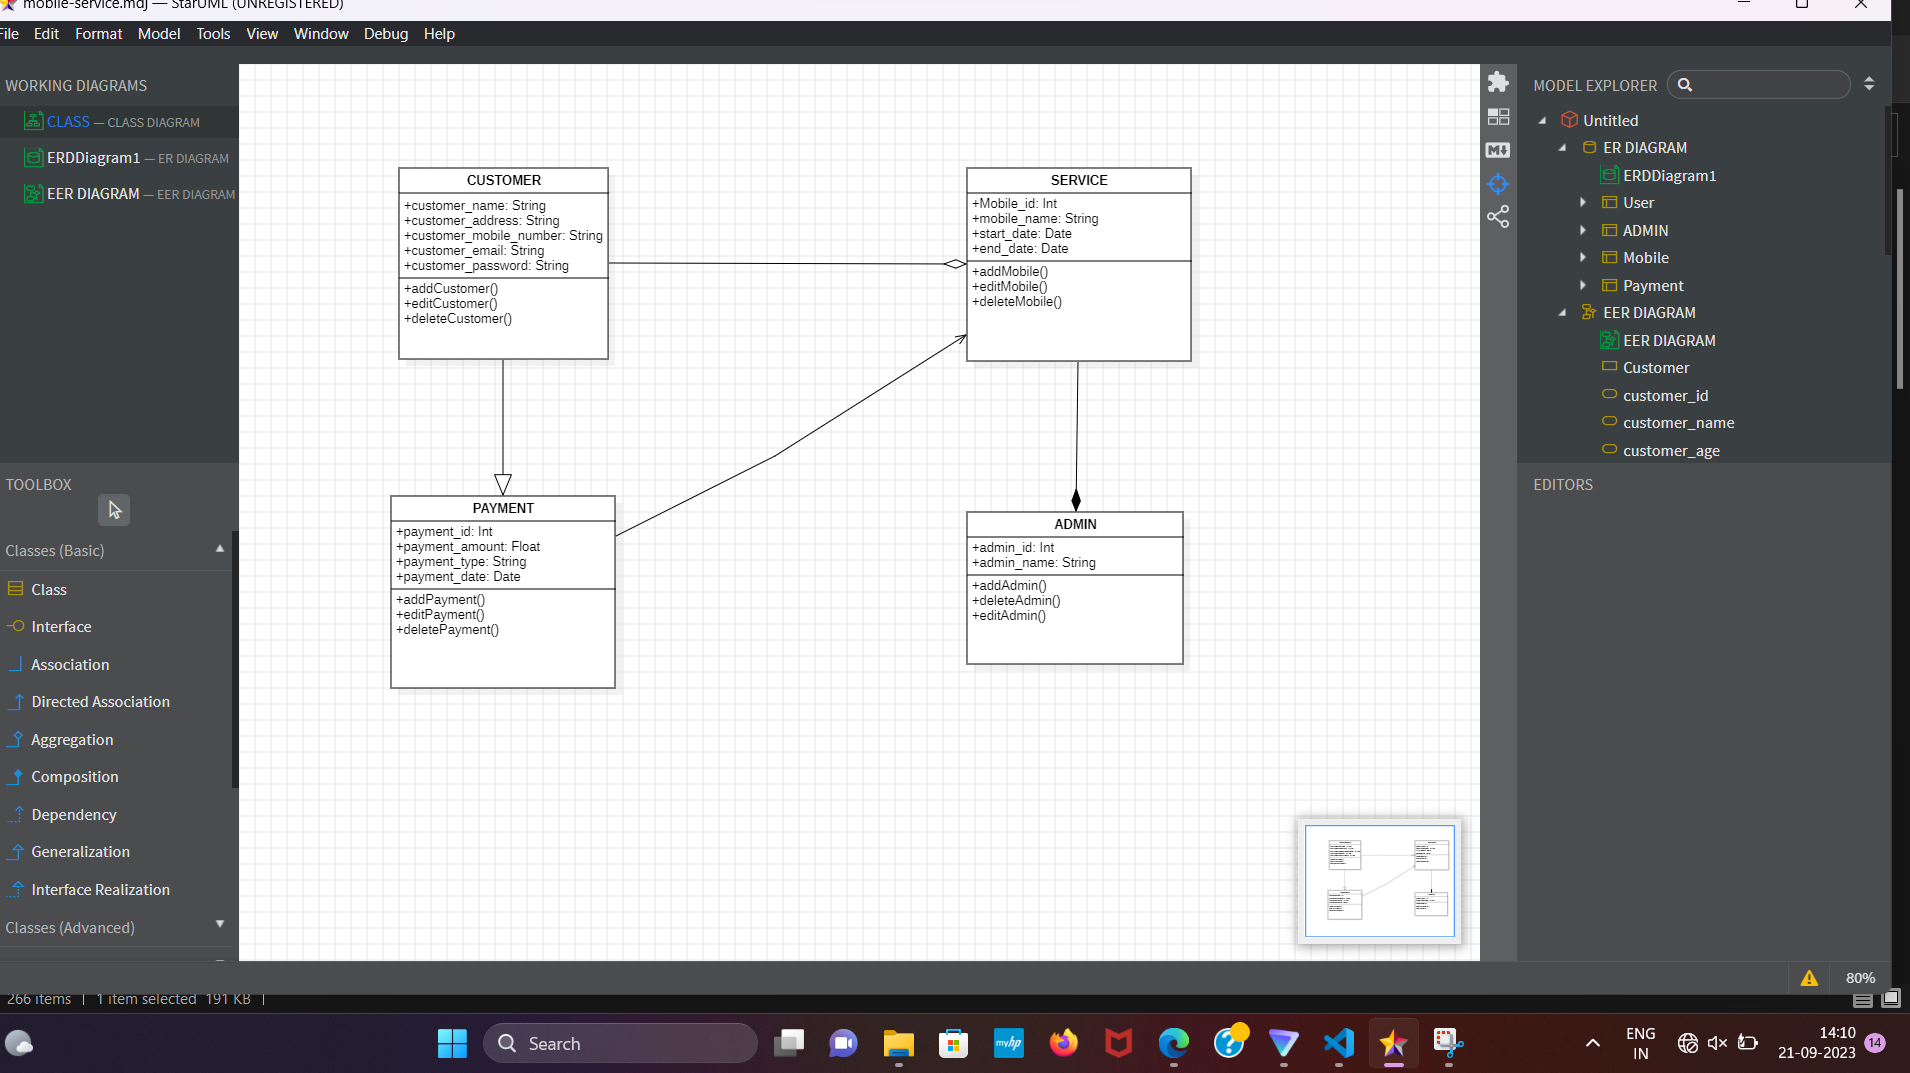 mobile-service.mdj — StarUML (UNREGISTERED)
File Edit Format Model Tools View Window Debug Help
WORKING DIAGRAMS
CLASS — CLASS DIAGRAM
ERDDiagram1 — ER DIAGRAM
EER DIAGRAM — EER DIAGRAM
TOOLBOX
Classes (Basic)
Class
Interface
Association
Directed Association
Aggregation
Composition
Dependency
Generalization
Interface Realization
Classes (Advanced)
CUSTOMER
+customer_name: String
+customer_address: String
+customer_mobile_number: String
+customer_email: String
+customer_password: String
+addCustomer()
+editCustomer()
+deleteCustomer()
SERVICE
+Mobile_id: Int
+mobile_name: String
+start_date: Date
+end_date: Date
+addMobile()
+editMobile()
+deleteMobile()
PAYMENT
+payment_id: Int
+payment_amount: Float
+payment_type: String
+payment_date: Date
+addPayment()
+editPayment()
+deletePayment()
ADMIN
+admin_id: Int
+admin_name: String
+addAdmin()
+deleteAdmin()
+editAdmin()
M
MODEL EXPLORER
Untitled
ER DIAGRAM
ERDDiagram1
User
ADMIN
Mobile
Payment
EER DIAGRAM
EER DIAGRAM
Customer
customer_id
customer_name
customer_age
EDITORS
80%
266 items | 1 item selected 191 KB |
Search
myhp
ENG
IN
14:10
21-09-2023
14